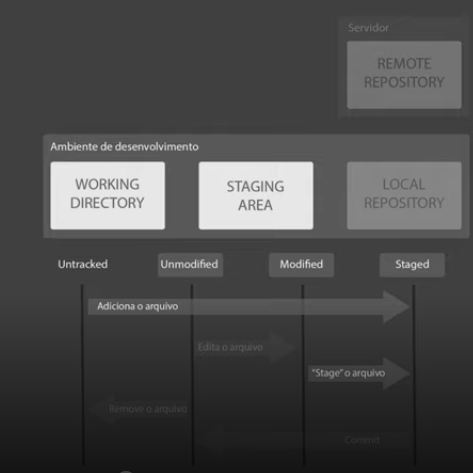 Servidor
REMOTE
REPOSITORY
Ambiente de desenvolvimento
WORKING
DIRECTORY
STAGING
AREA
LOCAL
REPOSITORY
Untracked
Unmodified
Modified
Staged
Adiciona o arquivo
Edita o arquivo
"Stage" o arquivo
Remove o arquivo
Commit